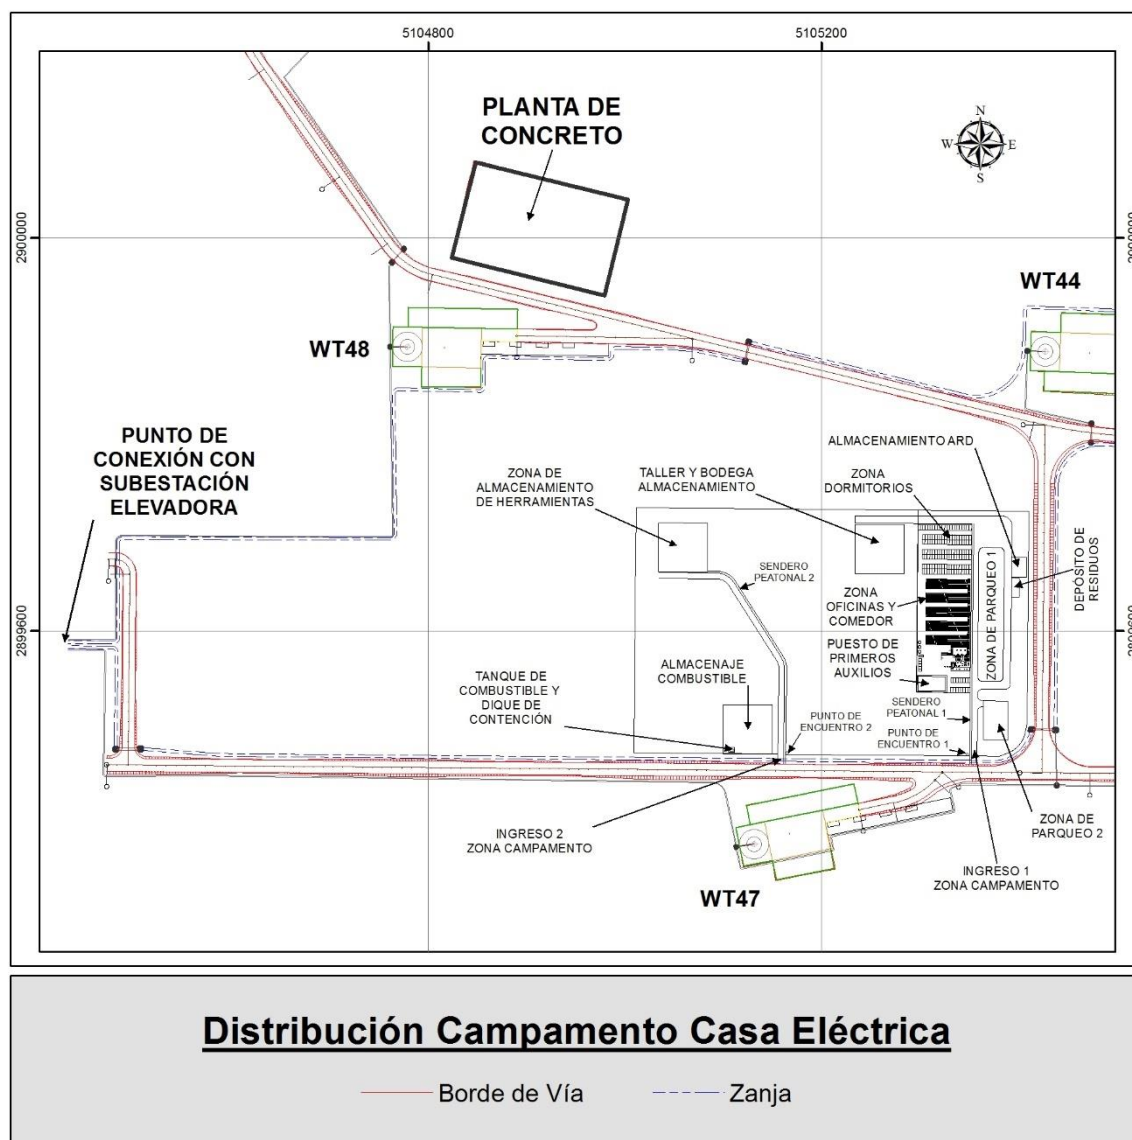 5104800
5105200
PLANTA DE
CONCRETO
N
W
E
S
2900000
2900000
WT44
WT48
PUNTO DE
CONEXIÓN CON
SUBESTACIÓN
ELEVADORA
ZONA DE
ALMACENAMIENTO
DE HERRAMIENTAS
TALLER Y BODEGA
ALMACENAMIENTO
ALMACENAMIENTO ARD
ZONA
DORMITORIOS
SENDERO
PEATONAL 2
ZONA
OFICINAS Y
COMEDOR
ZONA DE PARQUEO 1
DEPÓSITO DE
RESIDUOS
2899600
2899600
PUESTO DE
PRIMEROS
AUXILIOS
TANQUE DE
COMBUSTIBLE Y
DIQUE DE
CONTENCIÓN
ALMACENAJE
COMBUSTIBLE
SENDERO
PEATONAL 1
PUNTO DE
ENCUENTRO 2
PUNTO DE
ENCUENTRO 1
INGRESO 2
ZONA CAMPAMENTO
ZONA DE
PARQUEO 2
INGRESO 1
ZONA CAMPAMENTO
WT47
Distribución Campamento Casa Eléctrica
Borde de Vía
Zanja